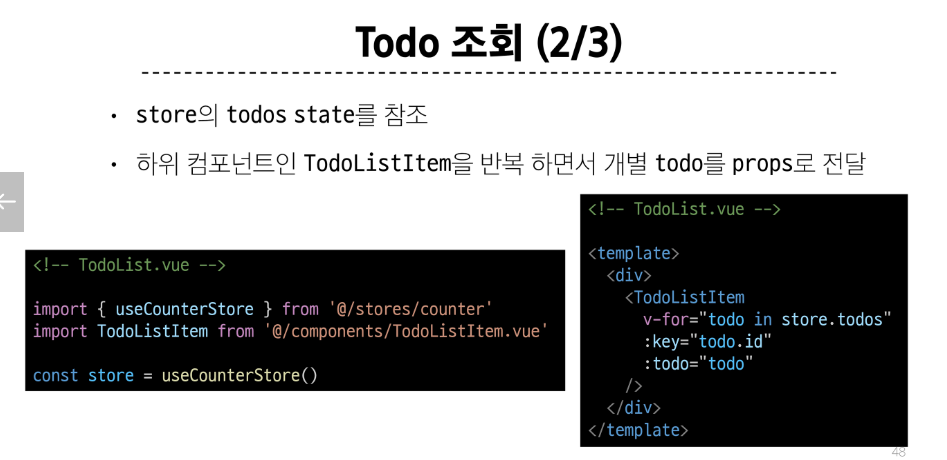 Todo 조회 (2/3)
• store의 todos state를 참조
• 하위 컴포넌트인 TodoListItem을 반복 하면서 개별 todo를 props로 전달
<!-- TodoList.vue -->
import { useCounterStore } from '@/stores/counter'
import TodoListItem from '@/components/TodoListItem.vue'
const store = useCounterStore()
<!-- TodoList.vue -->
<template>
<div>
<TodoListItem
v-for="todo in store.todos"
:key="todo.id"
:todo="todo"
/>
</div>
</template>
48